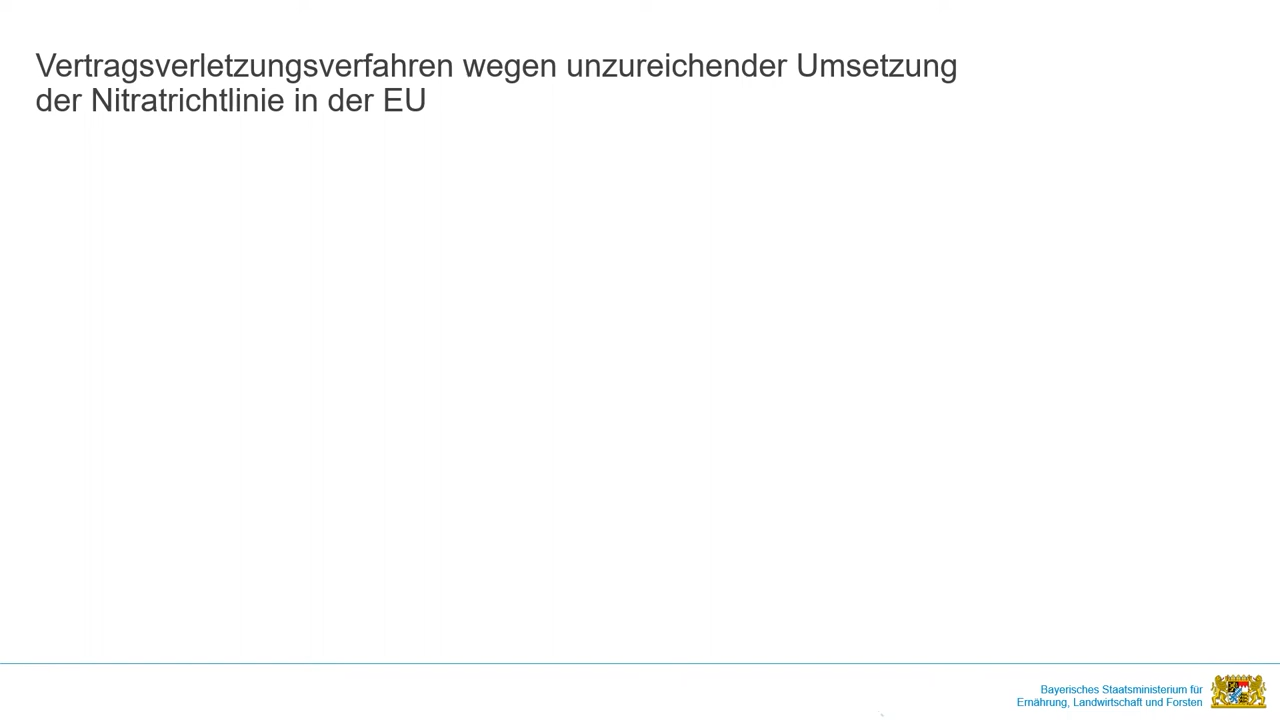 Vertragsverletzungsverfahren wegen unzureichender Umsetzung
der Nitratrichtlinie in der EU
Bayerisches Staatsministerium für
Ernährung, Landwirtschaft und Forsten